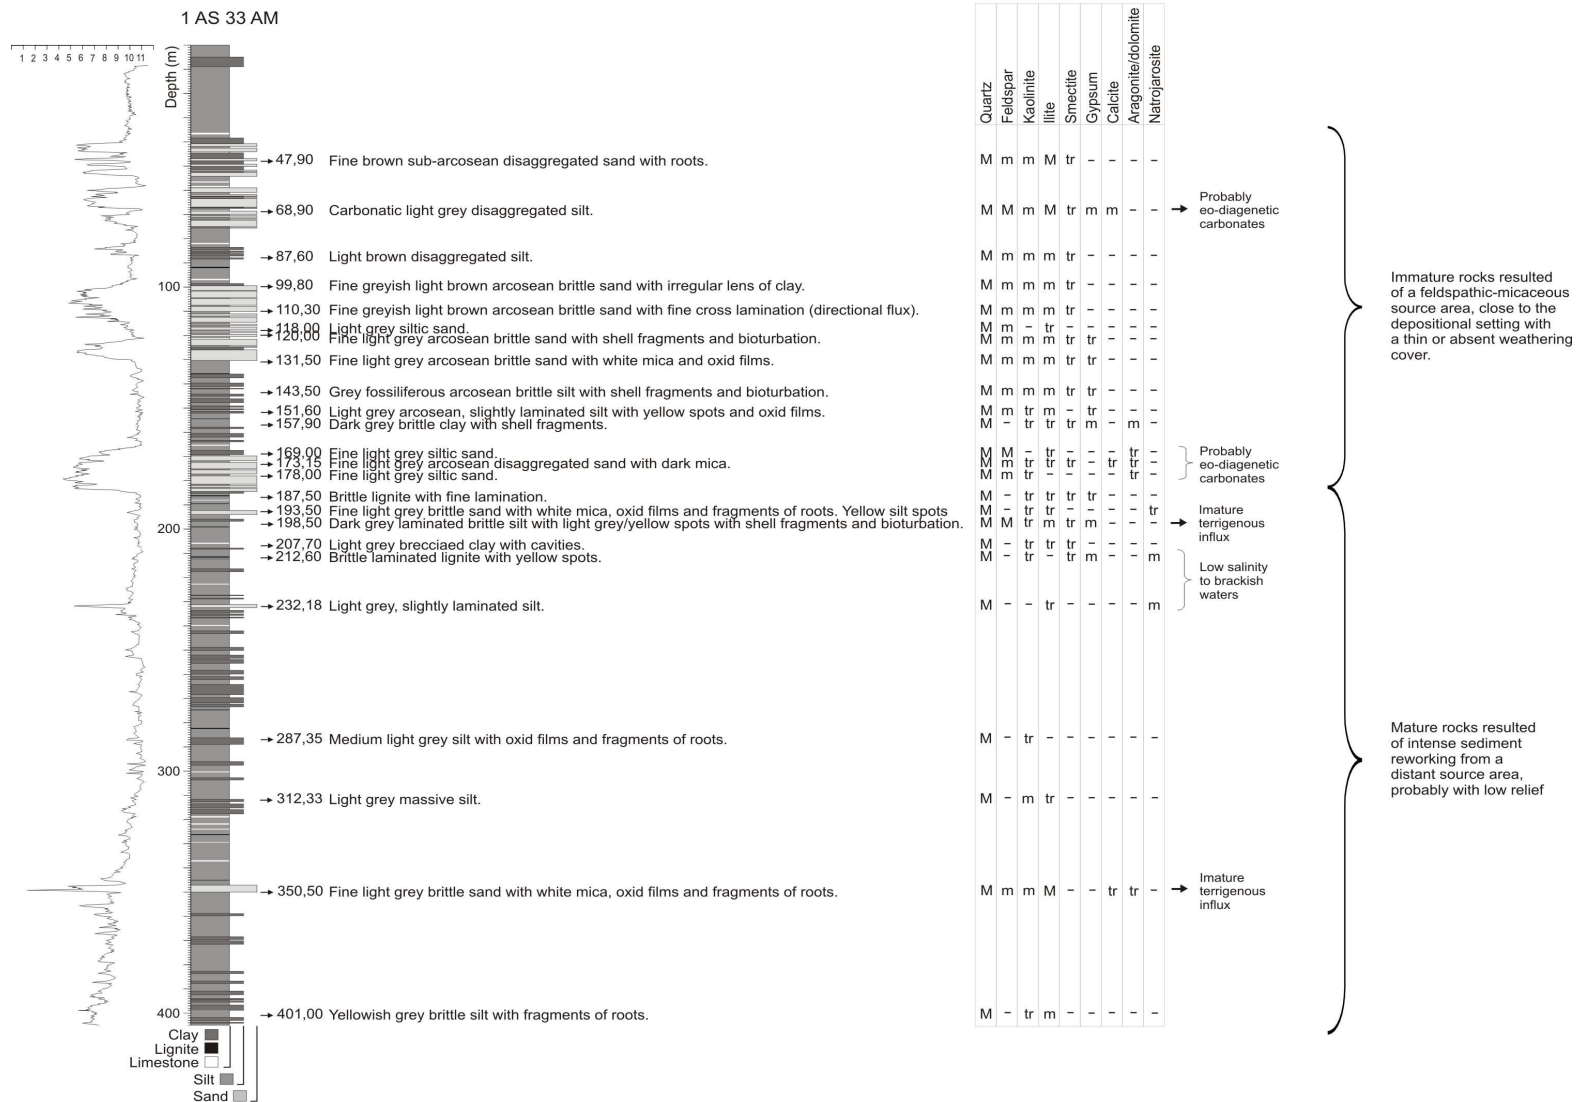 1 AS 33 AM
1 2 3 4 5 6 7 8 9 10 11
Depth (m)
Quartz Feldspar Kaolinite Ilite Smectite Gypsum Calcite Aragonite/dolomite Natrojarosite
47,90 Fine brown sub-arcosean disaggregated sand with roots. M m m M tr – – – –
68,90 Carbonatic light grey disaggregated silt. M M m M tr m m – –
Probably
eo-diagenetic
carbonates
87,60 Light brown disaggregated silt. M m m m tr – – – –
100
99,80 Fine greyish light brown arcosean brittle sand with irregular lens of clay. M m m m tr – – – –
110,30 Fine greyish light brown arcosean brittle sand with fine cross lamination (directional flux). M m m m tr – – – –
118,00 Light grey siltic sand. M m – tr – – – –
120,00 Fine light grey arcosean brittle sand with shell fragments and bioturbation. M m m m tr tr – – –
131,50 Fine light grey arcosean brittle sand with white mica and oxid films. M m m m tr tr – – –
Immature rocks resulted
of a feldspathic-micaceous
source area, close to the
depositional setting with
a thin or absent weathering
cover.
143,50 Grey fossiliferous arcosean brittle silt with shell fragments and bioturbation. M m m m tr tr – – –
151,60 Light grey arcosean, slightly laminated silt with yellow spots and oxid films. M m tr m – tr – – –
157,90 Dark grey brittle clay with shell fragments. M – tr tr tr m – m –
169,00 Fine light grey siltic sand. M M – tr – – – tr –
173,15 Fine light grey arcosean disaggregated sand with dark mica. M m tr tr tr – tr tr –
178,00 Fine light grey siltic sand. M m tr – – – – tr –
Probably
eo-diagenetic
carbonates
187,50 Brittle lignite with fine lamination. M – tr tr tr tr – – –
193,50 Fine light grey brittle sand with white mica, oxid films and fragments of roots. Yellow silt spots M – tr tr – – – – tr
200
198,50 Dark grey laminated brittle silt with light grey/yellow spots with shell fragments and bioturbation. M M tr m tr m – – –
Imature
terrigenous
influx
207,70 Light grey brecciaed clay with cavities. M – tr tr tr – – – –
212,60 Brittle laminated lignite with yellow spots. M – tr – tr m – – m
Low salinity
to brackish
waters
232,18 Light grey, slightly laminated silt. M – – tr – – – – m
287,35 Medium light grey silt with oxid films and fragments of roots. M – tr – – – – – –
300
312,33 Light grey massive silt. M – m tr – – – – –
Mature rocks resulted
of intense sediment
reworking from a
distant source area,
probably with low relief
350,50 Fine light grey brittle sand with white mica, oxid films and fragments of roots. M m m M – – tr tr –
Imature
terrigenous
influx
400
401,00 Yellowish grey brittle silt with fragments of roots. M – tr m – – – – –
Clay
Lignite
Limestone
Silt
Sand